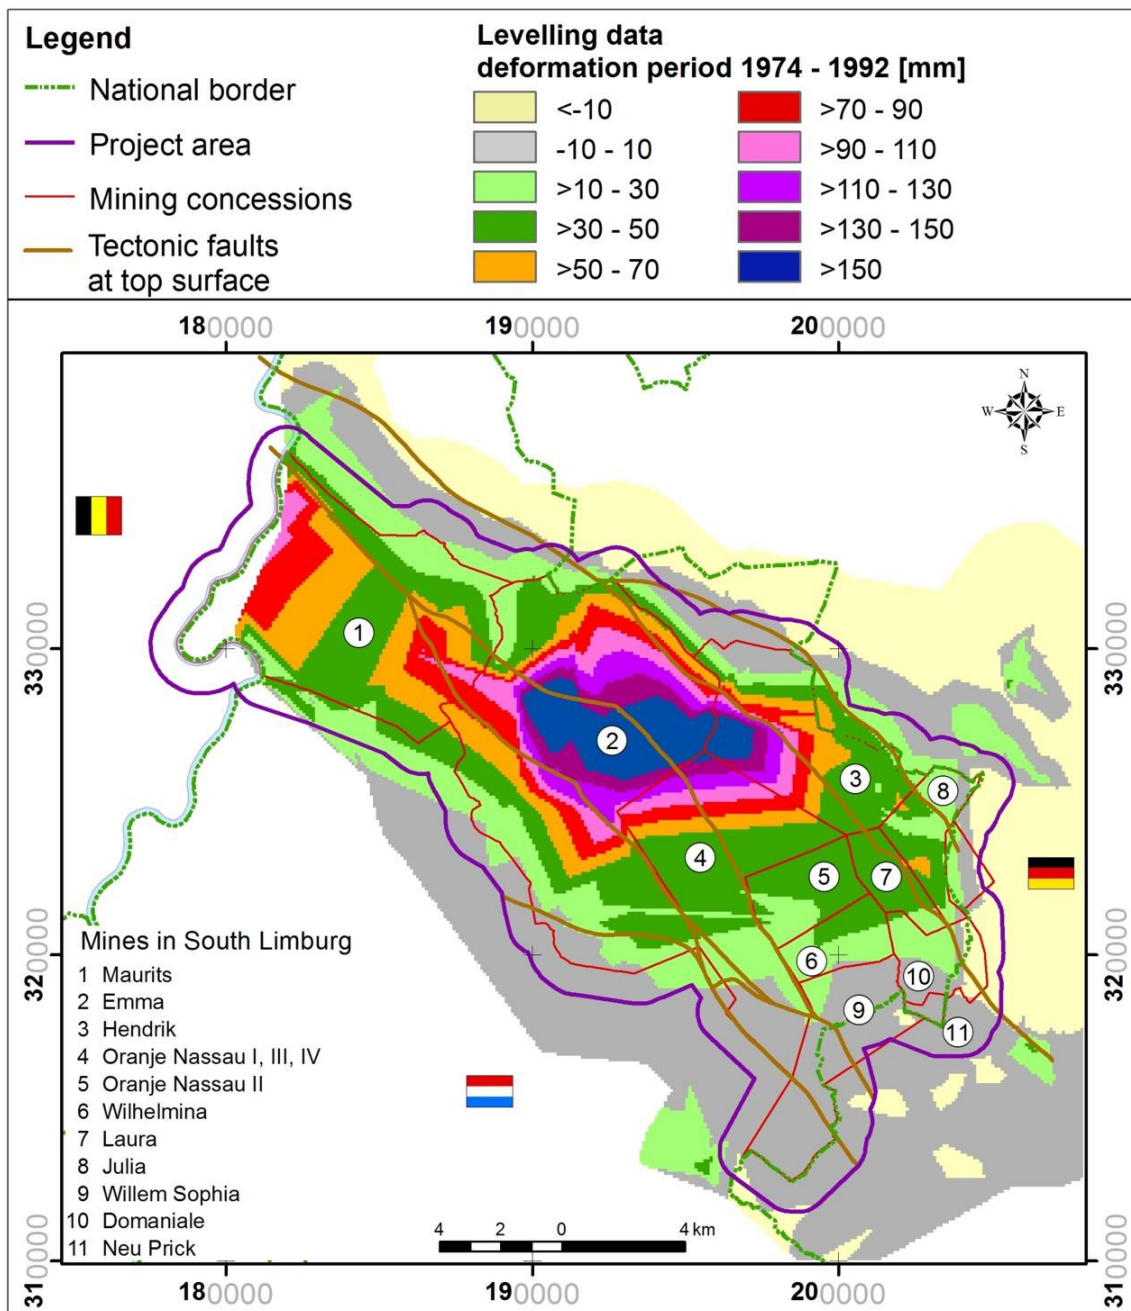 Legend
National border
Project area
Mining concessions
Tectonic faults
at top surface
Levelling data
deformation period 1974 - 1992 [mm]
<-10
-10 - 10
>10 - 30
>30 - 50
>50 - 70
>70 - 90
>90 - 110
>110 - 130
>130 - 150
>150
180000 190000 200000
N
W E
S
330000 330000
320000 320000
310000 310000
1
2
3
4
5
6
7
8
9
10
11
Mines in South Limburg
1 Maurits
2 Emma
3 Hendrik
4 Oranje Nassau I, III, IV
5 Oranje Nassau II
6 Wilhelmina
7 Laura
8 Julia
9 Willem Sophia
10 Domaniale
11 Neu Prick
4 2 0 4 km
180000 190000 200000